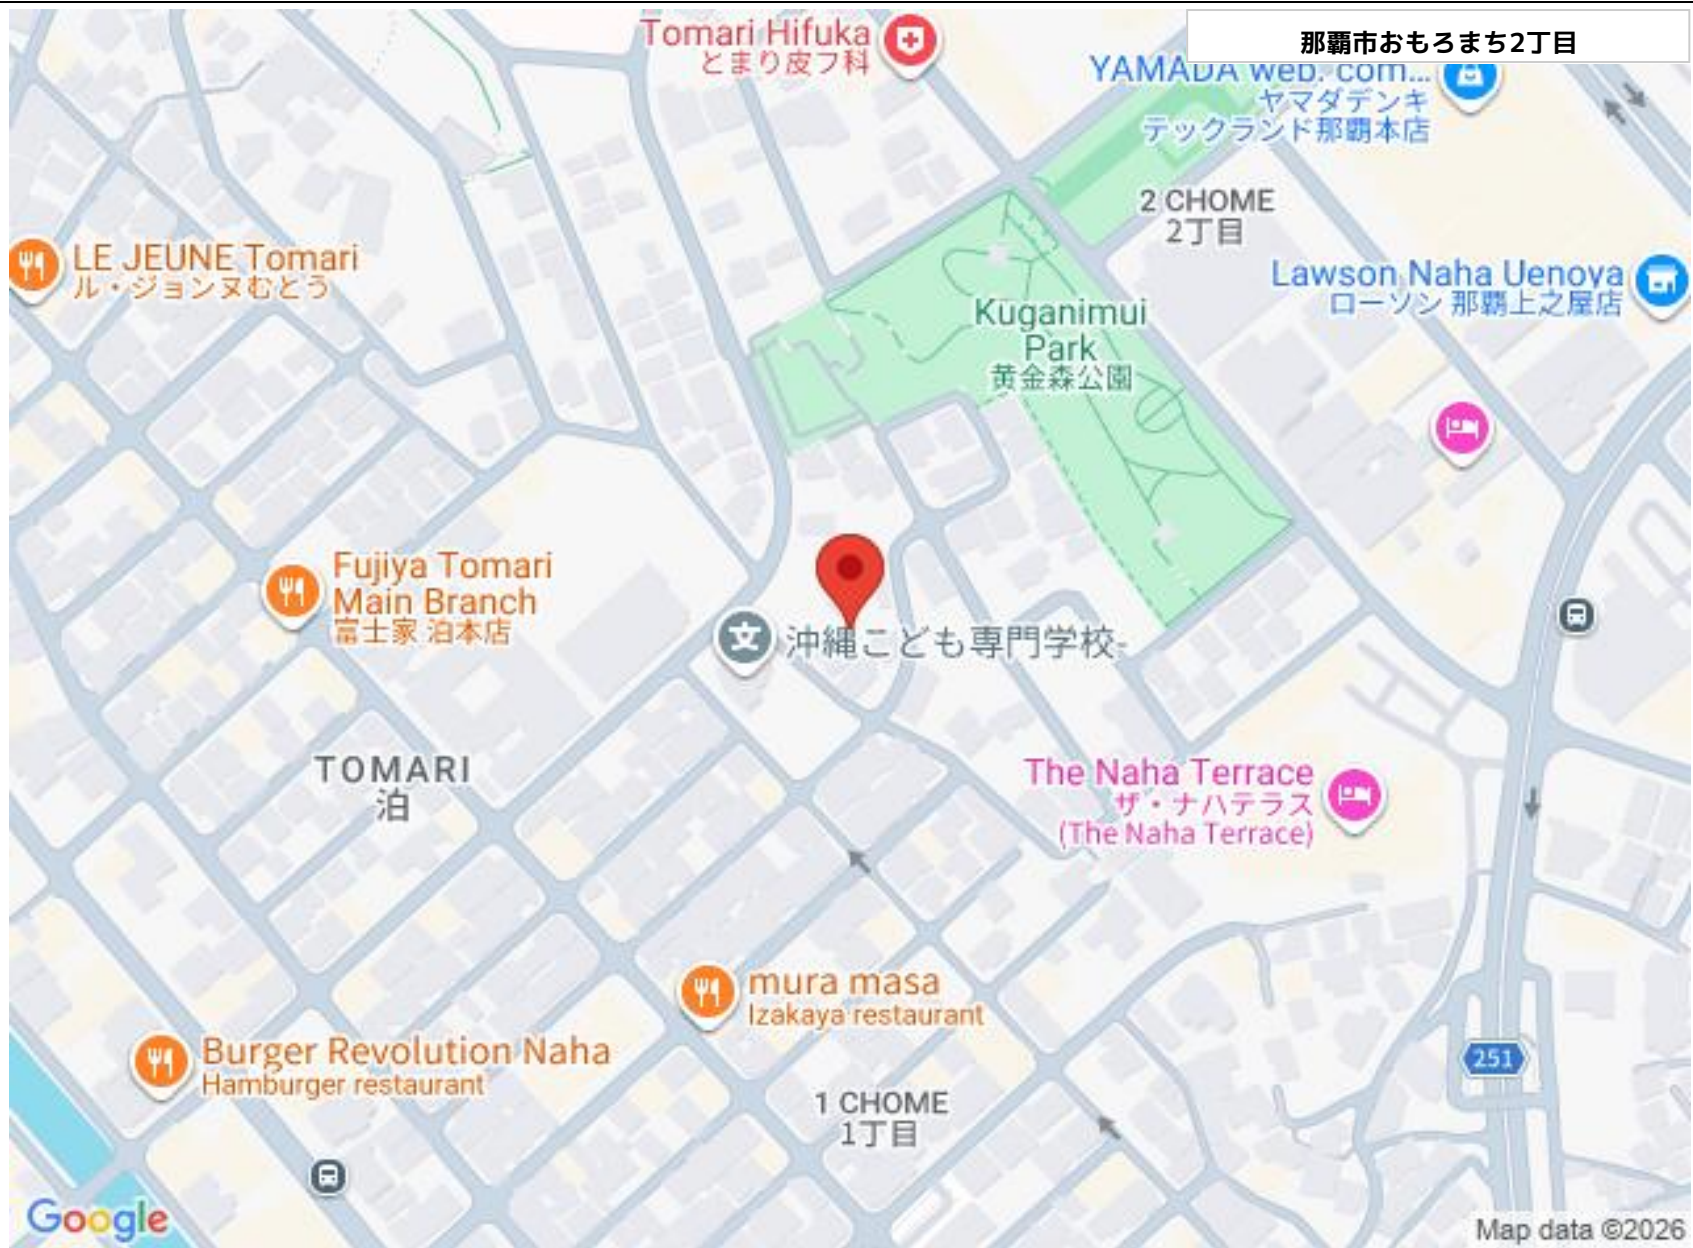 Tomari Hifuka
とまり皮フ科
那覇市おもろまち2丁目
YAMADA web. com...
ヤマダデンキ
テックランド那覇本店
2 CHOME
2丁目
LE JEUNE Tomari
ル・ジョンヌむとう
Lawson Naha Uenoya
ローソン 那覇上之屋店
Kuganimui
Park
黄金森公園
Fujiya Tomari
Main Branch
富士家 泊本店
文
沖縄こども専門学校-
TOMARI
泊
The Naha Terrace
ザ・ナハテラス
(The Naha Terrace)
mura masa
Izakaya restaurant
Burger Revolution Naha
Hamburger restaurant
251
1 CHOME
1丁目
Google
Map data ©2026